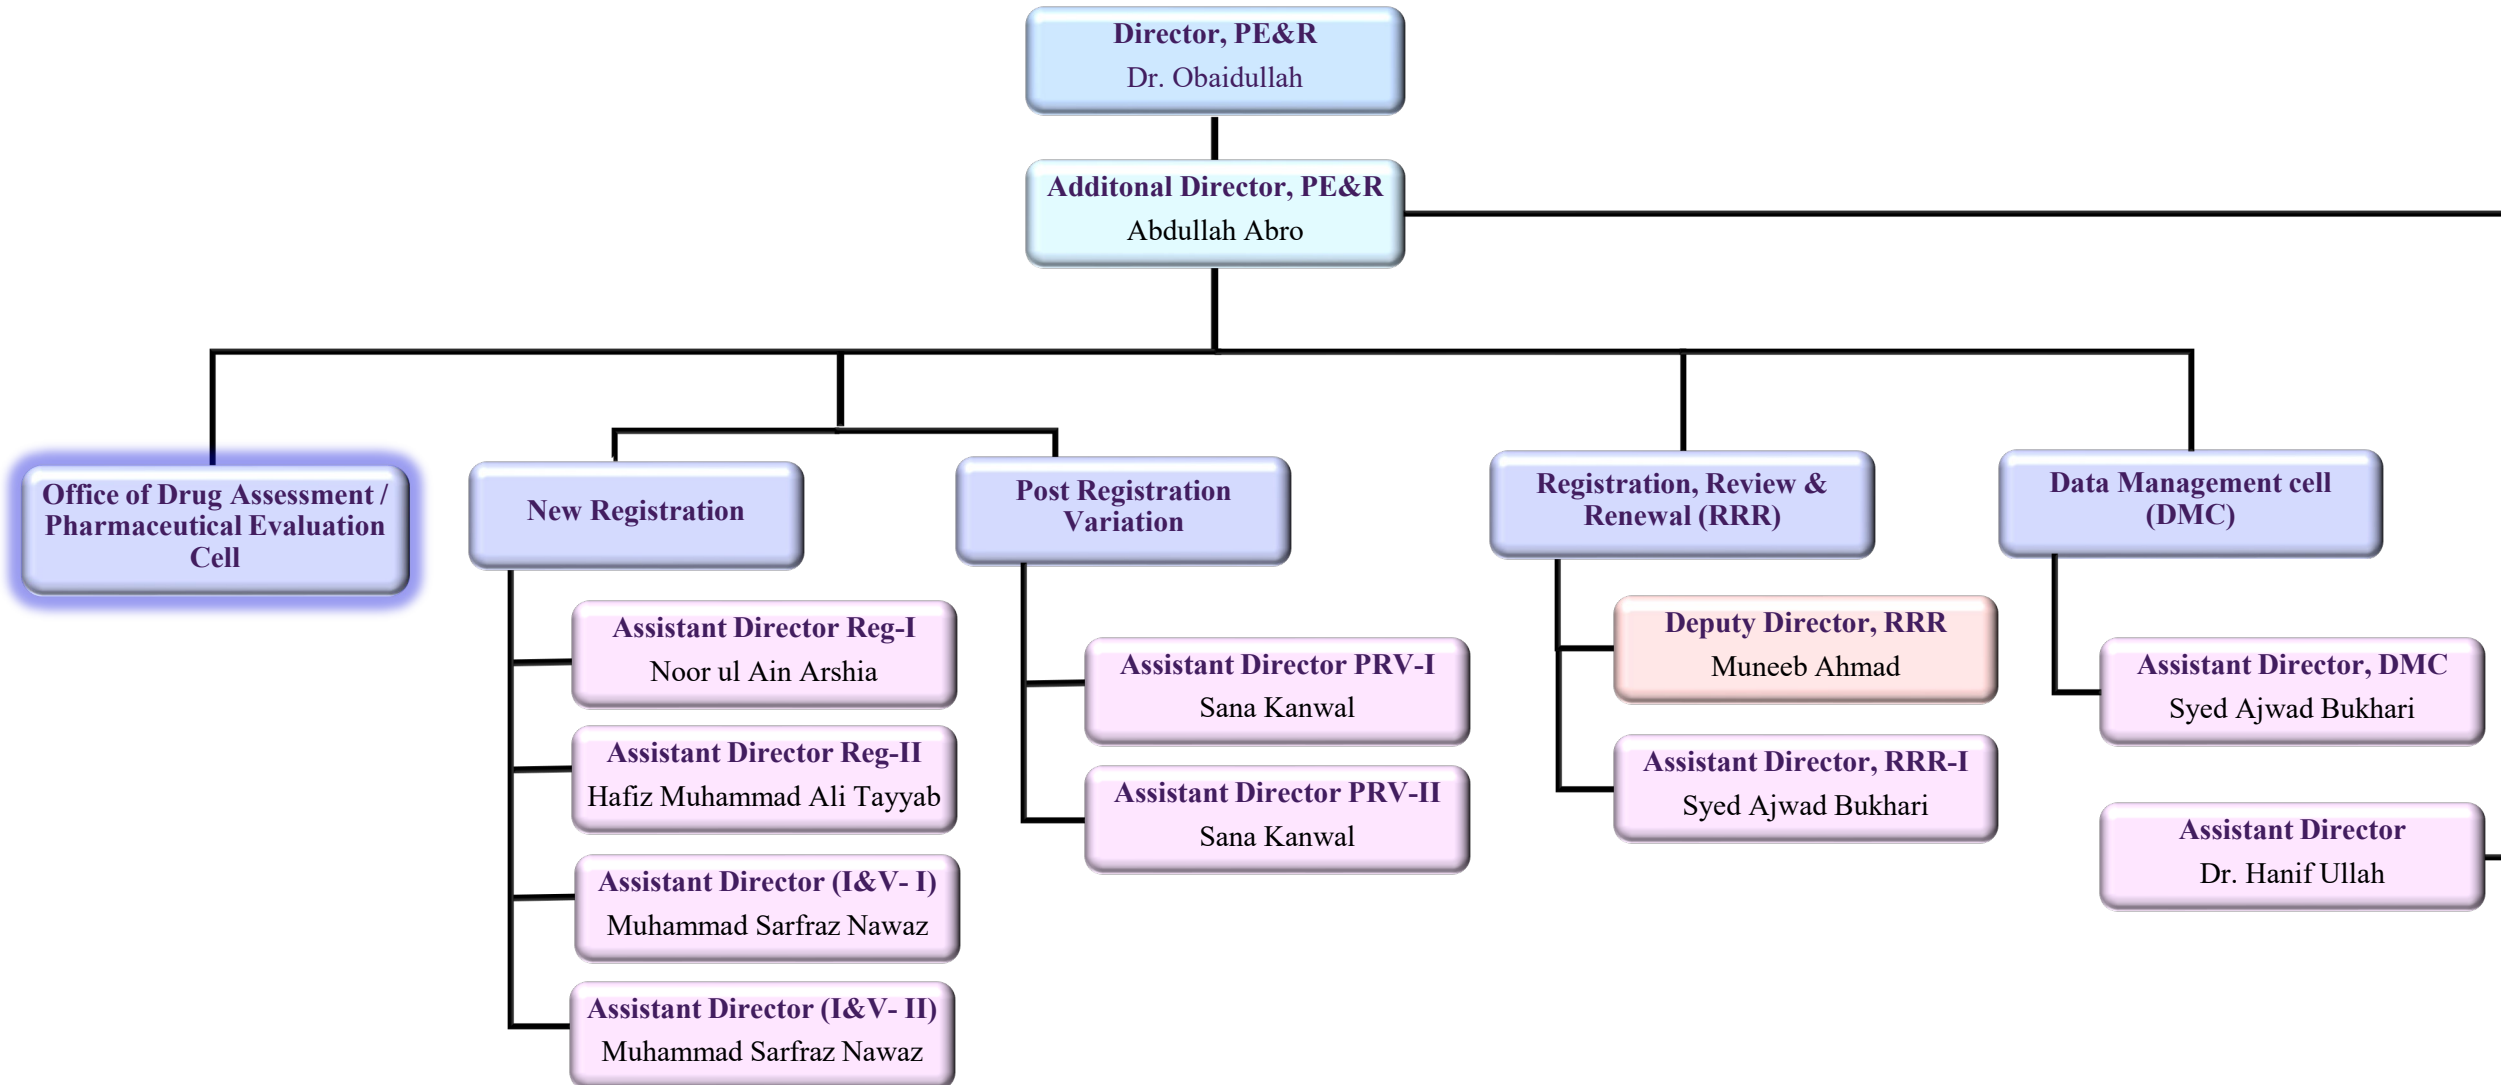 Director, PE&R
Dr. Obaidullah
Additonal Director, PE&R
Abdullah Abro
Office of Drug Assessment /
Pharmaceutical Evaluation
Cell
New Registration
Assistant Director Reg-I
Noor ul Ain Arshia
Assistant Director Reg-II
Hafiz Muhammad Ali Tayyab
Assistant Director (I&V- I)
Muhammad Sarfraz Nawaz
Assistant Director (I&V- II)
Muhammad Sarfraz Nawaz
Post Registration
Variation
Assistant Director PRV-I
Sana Kanwal
Assistant Director PRV-II
Sana Kanwal
Registration, Review &
Renewal (RRR)
Deputy Director, RRR
Muneeb Ahmad
Assistant Director, RRR-I
Syed Ajwad Bukhari
Data Management cell
(DMC)
Assistant Director, DMC
Syed Ajwad Bukhari
Assistant Director
Dr. Hanif Ullah